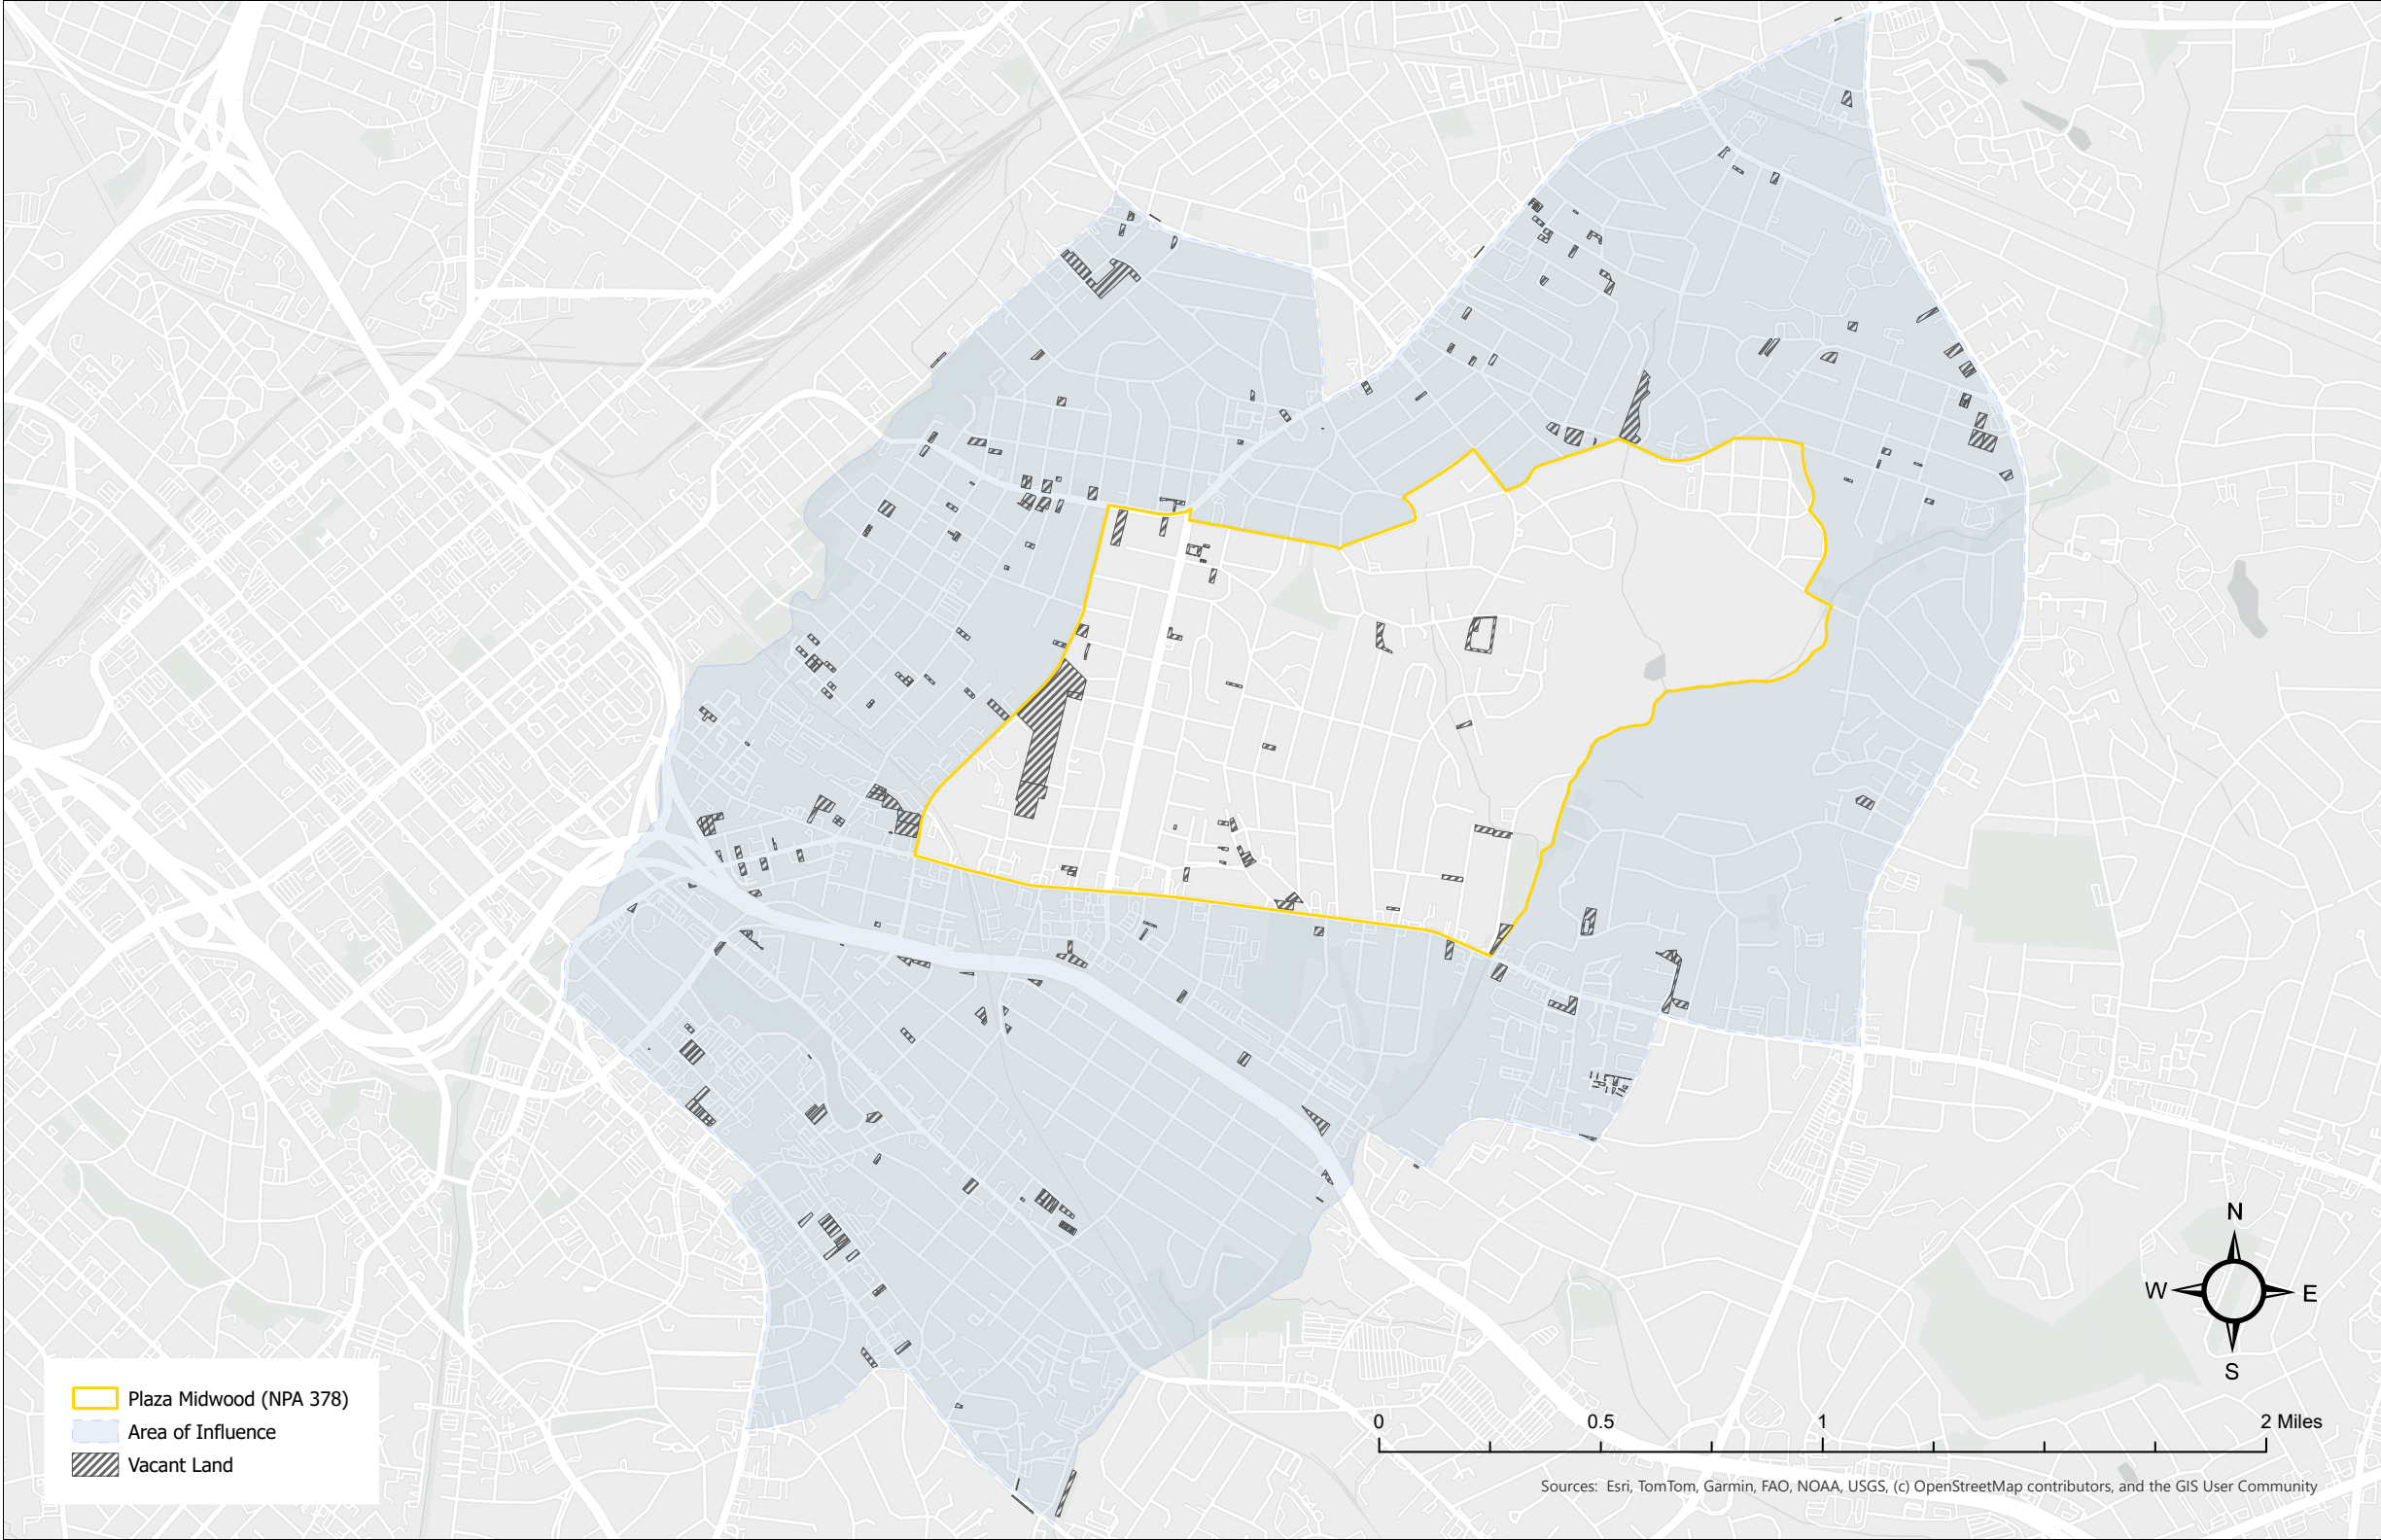 N
W E
S
Plaza Midwood (NPA 378)
Area of Influence
Vacant Land
0 0.5 1 2 Miles
Sources: Esri, TomTom, Garmin, FAO, NOAA, USGS, (c) OpenStreetMap contributors, and the GIS User Community